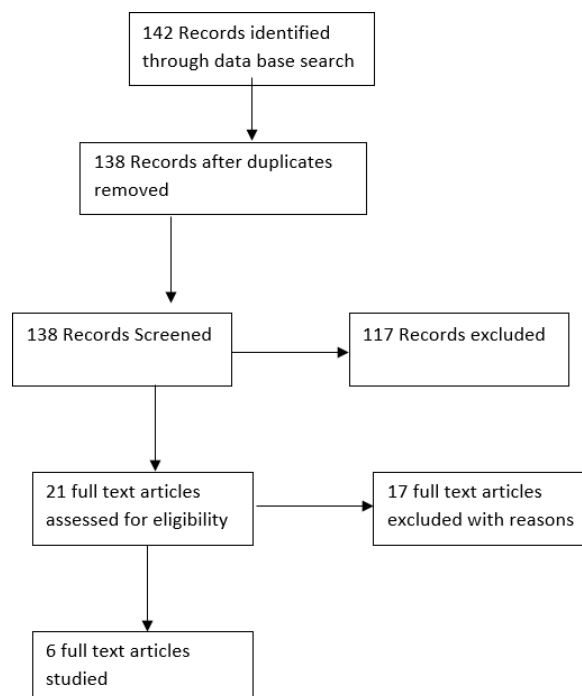 142 Records identified
through data base search
138 Records after duplicates
removed
138 Records Screened
117 Records excluded
21 full text articles
assessed for eligibility
17 full text articles
excluded with reasons
6 full text articles
studied